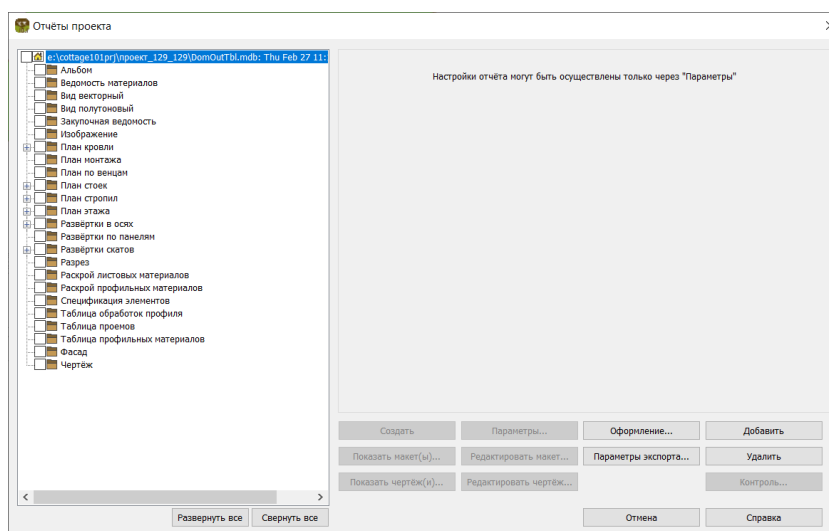 Отчёты проекта
e:\cottage101prj\проект_129_129\DomOutTbl.mdb: Thu Feb 27 11:
Альбом
Ведомость материалов
Вид векторный
Вид полутоновый
Закупочная ведомость
Изображение
План кровли
План монтажа
План по венцам
План стоек
План стропил
План этажа
Развёртки в осях
Развёртки по панелям
Развёртки скатов
Разрез
Раскрой листовых материалов
Раскрой профильных материалов
Спецификация элементов
Таблица обработок профиля
Таблица проемов
Таблица профильных материалов
Фасад
Чертёж
Развернуть все Свернуть все
Настройки отчёта могут быть осуществлены только через "Параметры"
Создать Параметры... Оформление... Добавить
Показать макет(ы)... Редактировать макет... Параметры экспорта... Удалить
Показать чертёж(и)... Редактировать чертёж... Контроль...
Отмена Справка